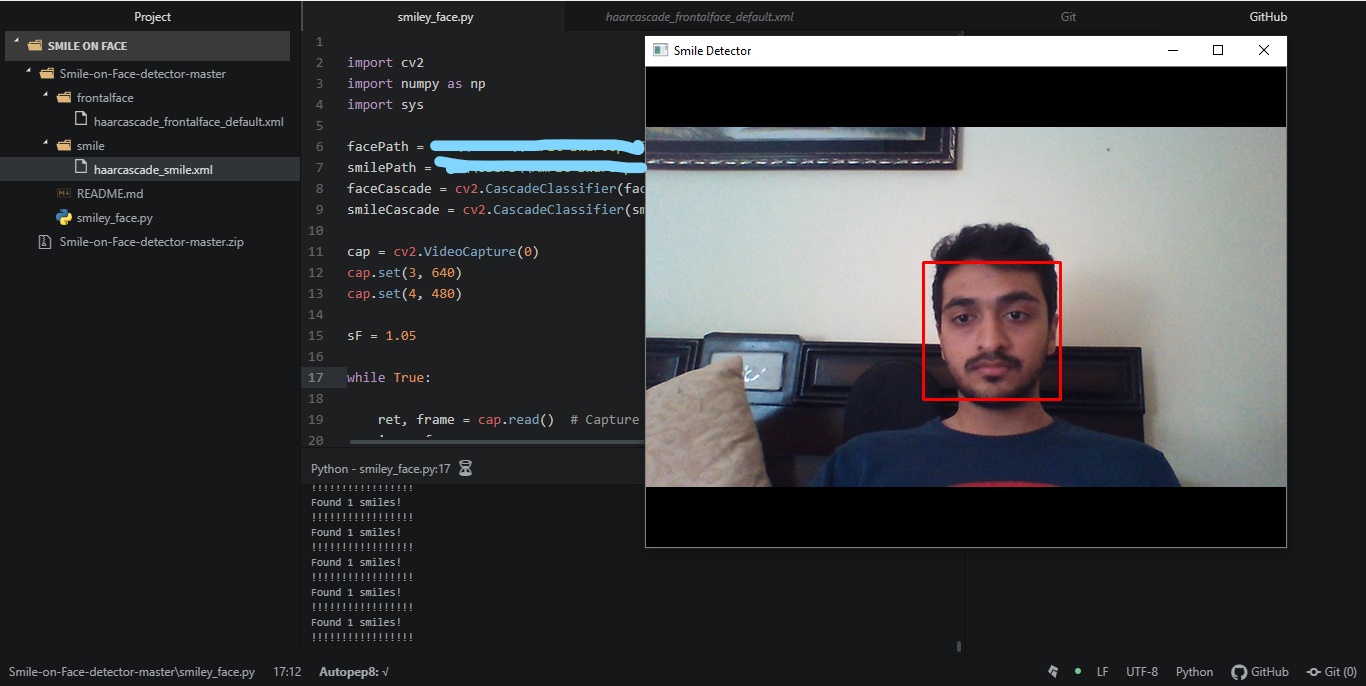 Project
smiley_face.py
haarcascade_frontalface_default.xml
Git
GitHub
SMILE ON FACE
Smile-on-Face-detector-master
frontalface
haarcascade_frontalface_default.xml
smile
haarcascade_smile.xml
README.md
smiley_face.py
Smile-on-Face-detector-master.zip
1
2 import cv2
3 import numpy as np
4 import sys
5
6 facePath =
7 smilePath =
8 faceCascade = cv2.CascadeClassifier(fac
9 smileCascade = cv2.CascadeClassifier(sm
10
11 cap = cv2.VideoCapture(0)
12 cap.set(3, 640)
13 cap.set(4, 480)
14
15 sF = 1.05
16
17 while True:
18
19 ret, frame = cap.read() # Capture
20
Smile Detector
Python - smiley_face.py:17
!!!!!!!!!!!!!!!!!
Found 1 smiles!
!!!!!!!!!!!!!!!!!
Found 1 smiles!
!!!!!!!!!!!!!!!!!
Found 1 smiles!
!!!!!!!!!!!!!!!!!
Found 1 smiles!
!!!!!!!!!!!!!!!!!
Found 1 smiles!
!!!!!!!!!!!!!!!!!
Smile-on-Face-detector-master\smiley_face.py 17:12 Autopep8: √ LF UTF-8 Python GitHub Git (0)